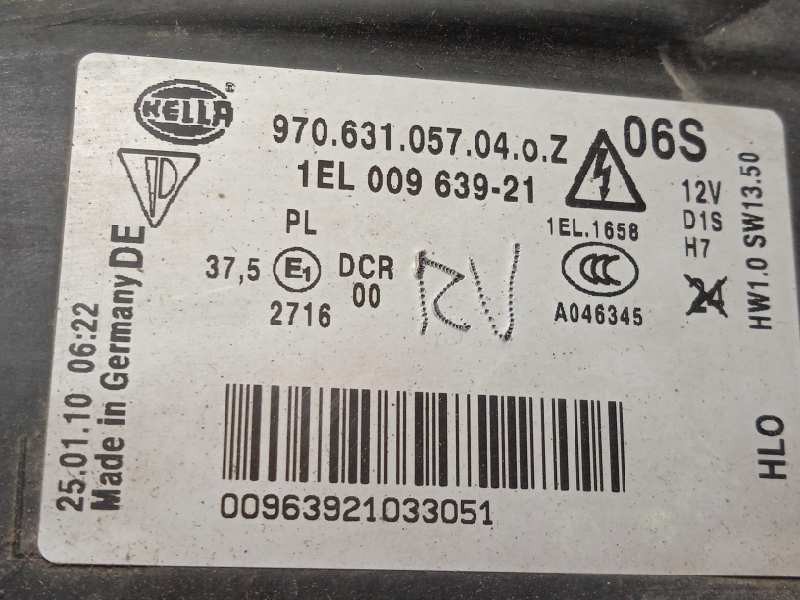 HELLA
970.631.057.04.o.Z
06S
1EL 009 639-21
12V
D1S
H7
1EL.1658
PL
37,5 E1 DCR
00
2716
RV
CCC
A046345
24
HW1.0 SW13.50
HLO
25.01.10 06:22
Made in Germany DE
00963921033051